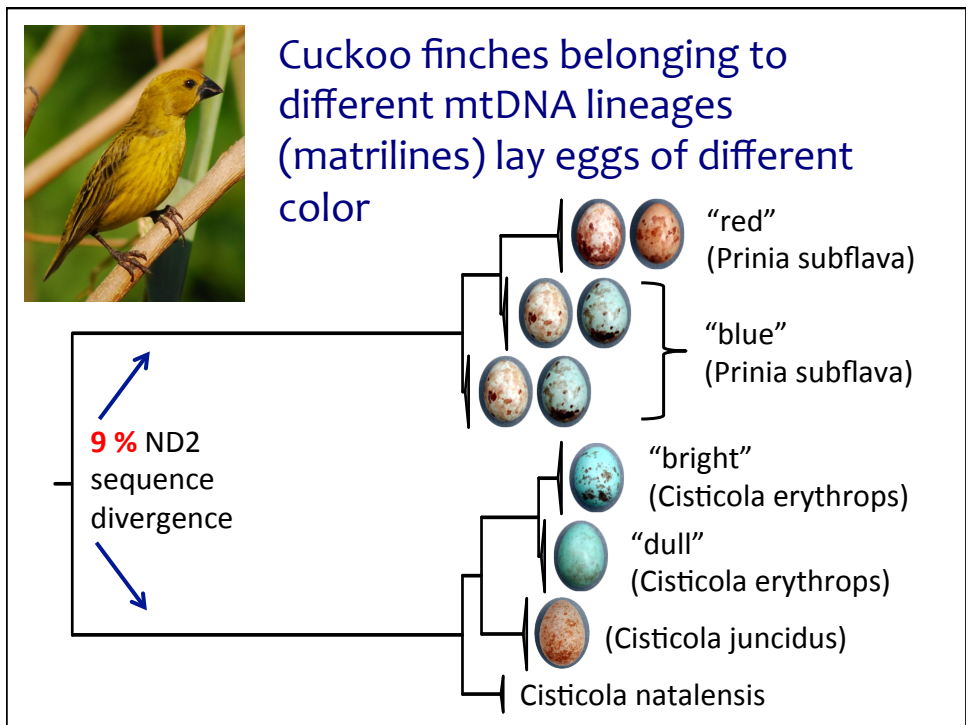 Cuckoo finches belonging to
different mtDNA lineages
(matrilines) lay eggs of different
color
“red”
(Prinia subflava)
“blue”
(Prinia subflava)
9 % ND2
sequence
divergence
“bright”
(Cisticola erythrops)
“dull”
(Cisticola erythrops)
(Cisticola juncidus)
Cisticola natalensis